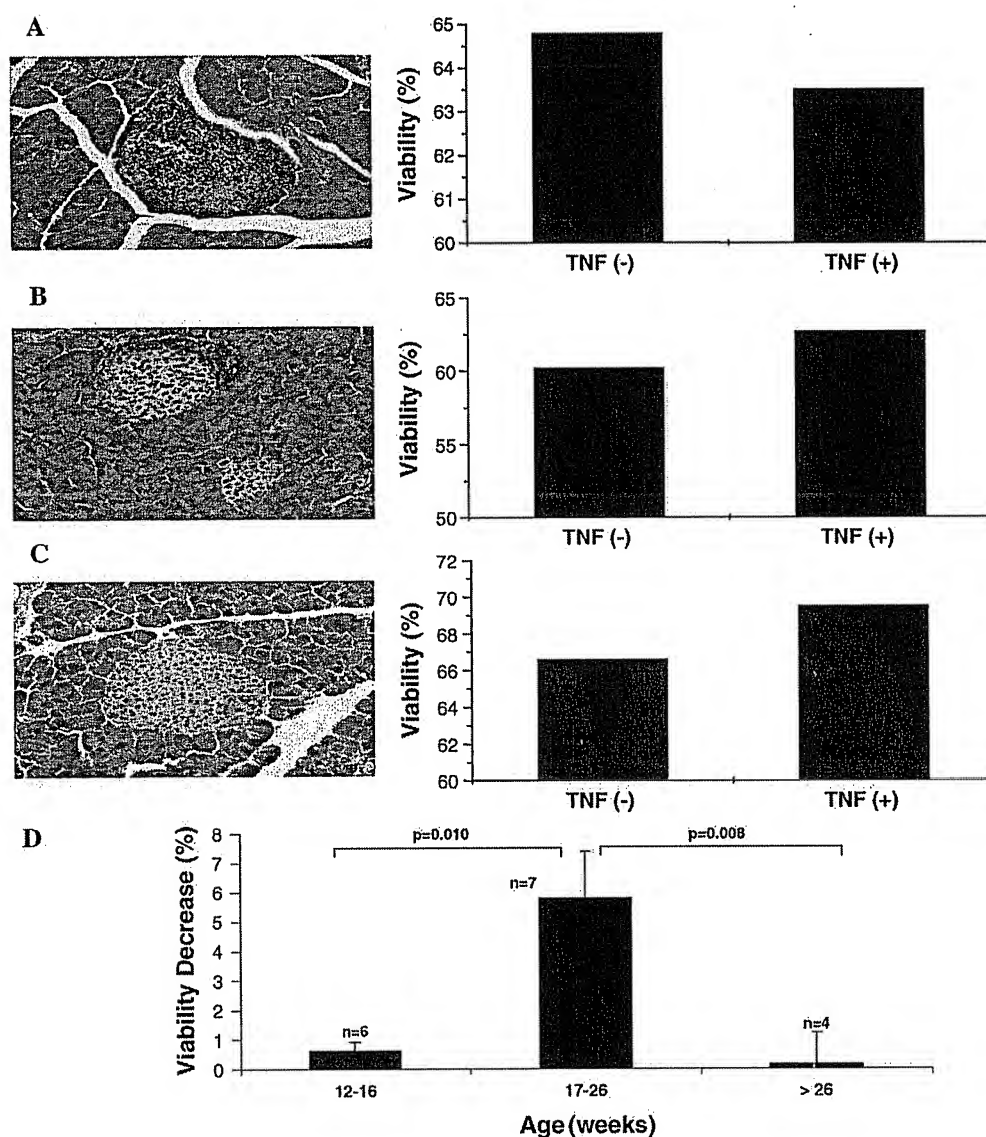 A
Viability (%)
65
64
63
62
61
60
TNF (-) TNF (+)
B
Viability (%)
65
60
55
50
TNF (-) TNF (+)
C
Viability (%)
72
70
68
66
64
62
60
TNF (-) TNF (+)
D
Viability Decrease (%)
8
7
6
5
4
3
2
1
0
p=0.010 p=0.008
n=7
n=6 n=4
12-16 17-26 > 26
Age (weeks)